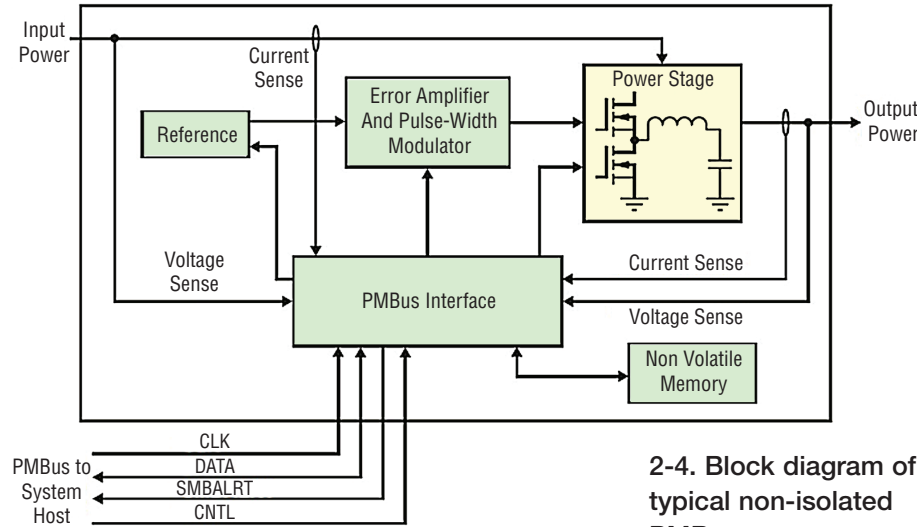 Input
Power
Current
Sense
Power Stage
Error Amplifier
And Pulse-Width
Modulator
Reference
Output
Power
Voltage
Sense
Current Sense
PMBus Interface
Voltage Sense
Non Volatile
Memory
CLK
PMBus to
System
Host
DATA
SMBALRT
CNTL
2-4. Block diagram of
typical non-isolated